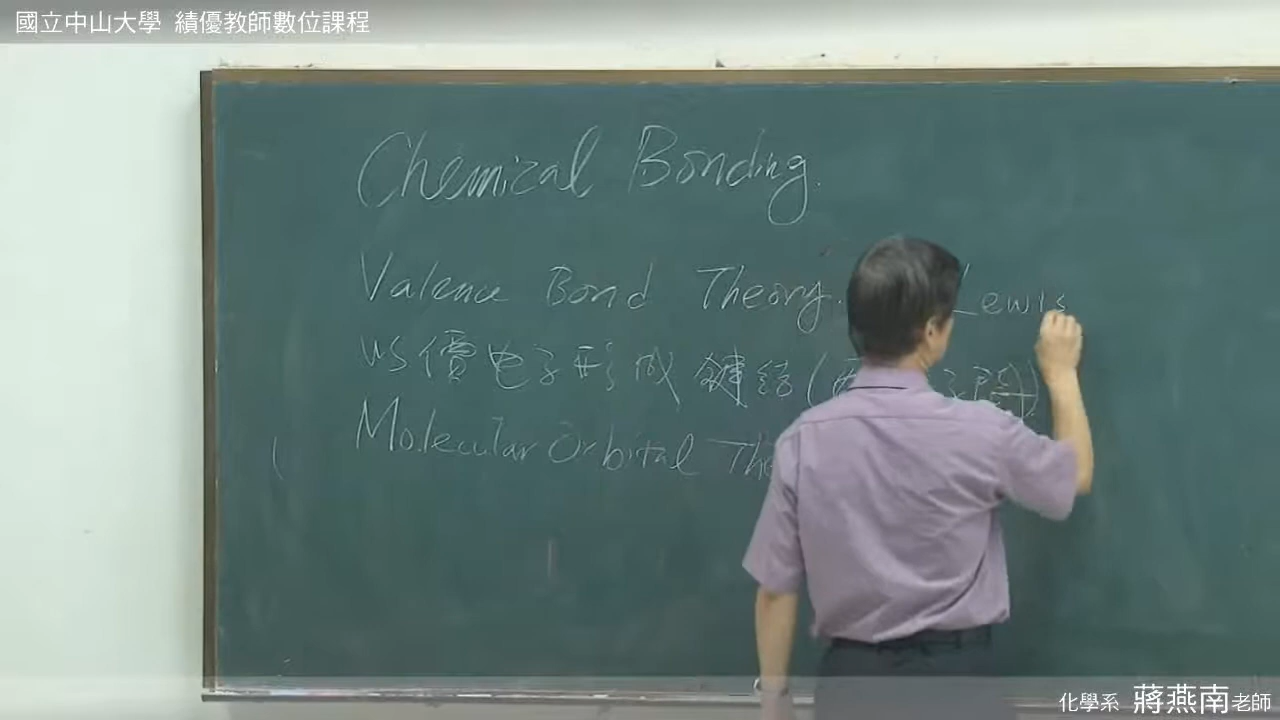 國立中山大學 績優教師數位課程
Chemical Bonding.
Valence Bond Theory. Lewis
價电子形成 鍵結 (
Molecular Orbital The
化學系 蔣燕南老師